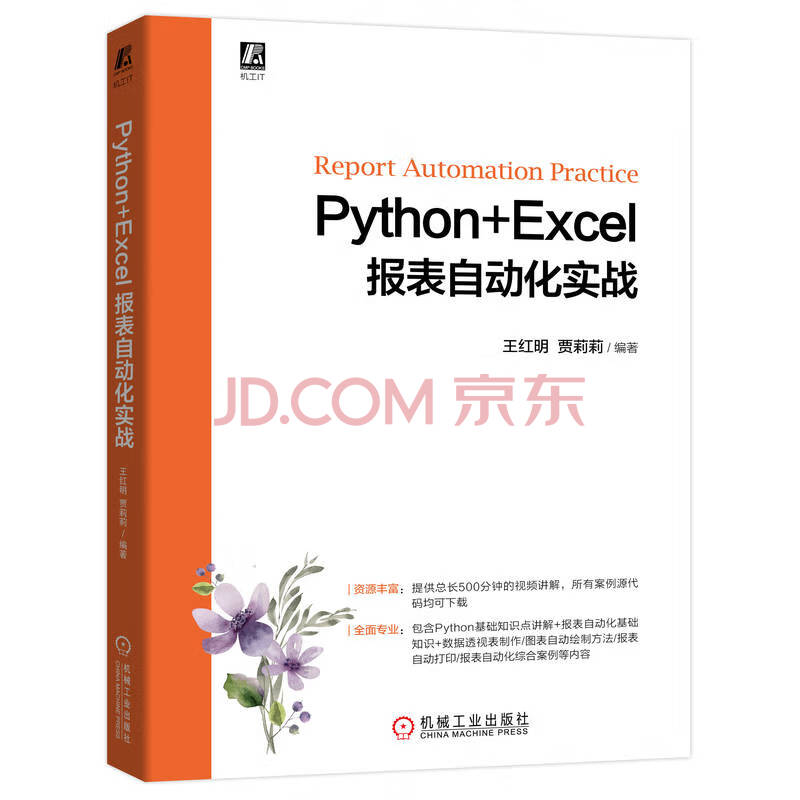 CMP BOOKS
机工IT
Report Automation Practice
Python+Excel
报表自动化实战
王红明 贾莉莉 / 编著
JD.COM 京东
资源丰富：提供总长500分钟的视频讲解，所有案例源代
码均可下载
全面专业：包含Python基础知识点讲解+报表自动化基础
知识+数据透视表制作/图表自动绘制方法/报表
自动打印/报表自动化综合案例等内容
机械工业出版社
CHINA MACHINE PRESS
CMP BOOKS
机工IT
Python+Excel 报表自动化实战
王红明 贾莉莉 / 编著
机械工业出版社
CHINA MACHINE PRESS